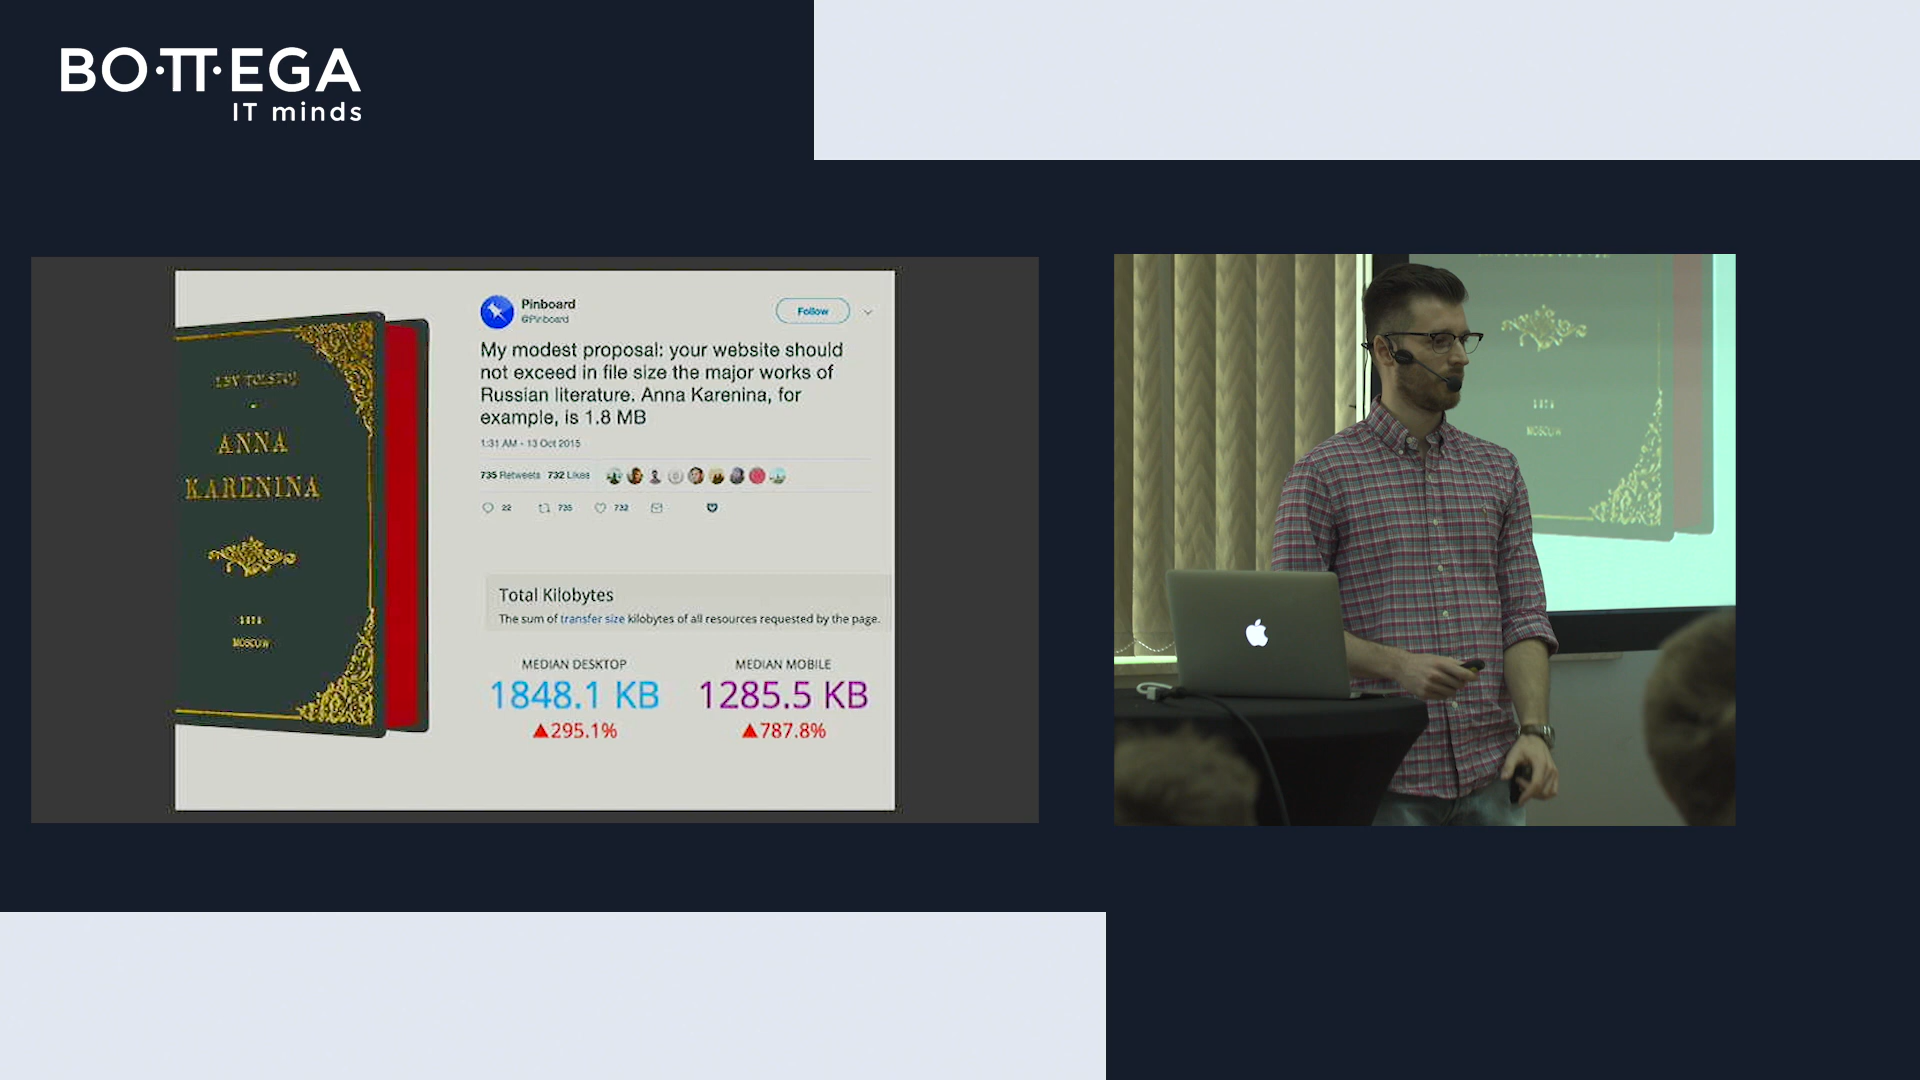 BO·TT·EGA
IT minds
LEV TOLSTOJ
ANNA
KARENINA
MOSCOW
Pinboard
@Pinboard
Follow
My modest proposal: your website should
not exceed in file size the major works of
Russian literature. Anna Karenina, for
example, is 1.8 MB
1:31 AM - 13 Oct 2015
735 Retweets 732 Likes
22 735 732
Total Kilobytes
The sum of transfer size kilobytes of all resources requested by the page.
MEDIAN DESKTOP
1848.1 KB
▲295.1%
MEDIAN MOBILE
1285.5 KB
▲787.8%
MOSCOW